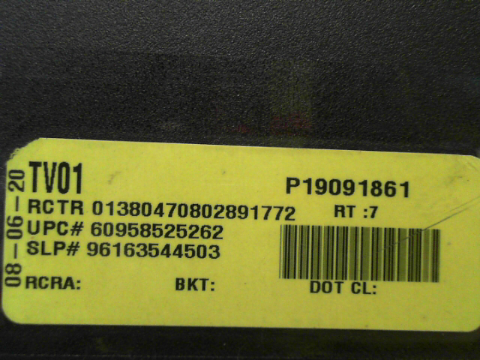 TV01
P19091861
RCTR 01380470802891772
RT :7
UPC# 60958525262
SLP# 96163544503
RCRA:
BKT:
DOT CL:
08-06-20